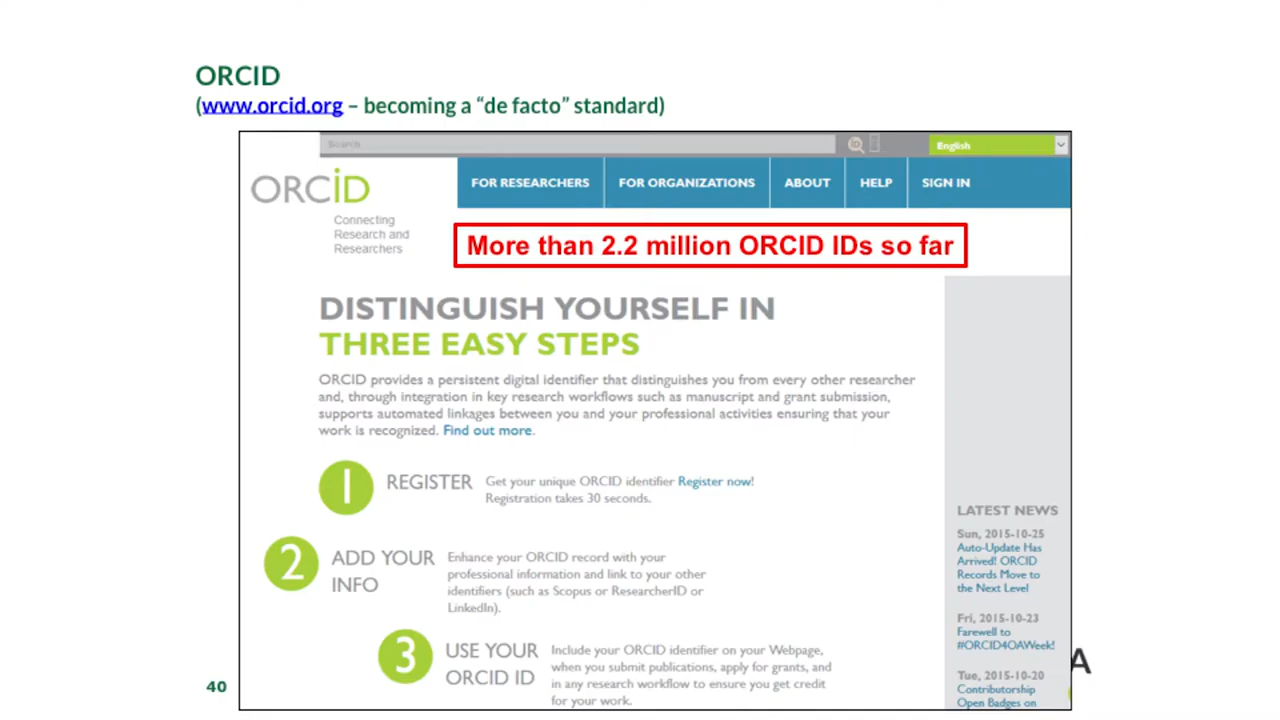 ORCID
(www.orcid.org – becoming a “de facto” standard)
Search
English
ORCiD
Connecting
Research and
Researchers
FOR RESEARCHERS FOR ORGANIZATIONS ABOUT HELP SIGN IN
More than 2.2 million ORCID IDs so far
DISTINGUISH YOURSELF IN
THREE EASY STEPS
ORCID provides a persistent digital identifier that distinguishes you from every other researcher
and, through integration in key research workflows such as manuscript and grant submission,
supports automated linkages between you and your professional activities ensuring that your
work is recognized. Find out more.
1
REGISTER
Get your unique ORCID identifier Register now!
Registration takes 30 seconds.
2
ADD YOUR
INFO
Enhance your ORCID record with your
professional information and link to your other
identifiers (such as Scopus or ResearcherID or
LinkedIn).
3
USE YOUR
ORCID ID
Include your ORCID identifier on your Webpage,
when you submit publications, apply for grants, and
in any research workflow to ensure you get credit
for your work.
LATEST NEWS
Sun, 2015-10-25
Auto-Update Has
Arrived! ORCID
Records Move to
the Next Level
Fri, 2015-10-23
Farewell to
#ORCID4OAWeek!
Tue, 2015-10-20
Contributorship
Open Badges on
A
40